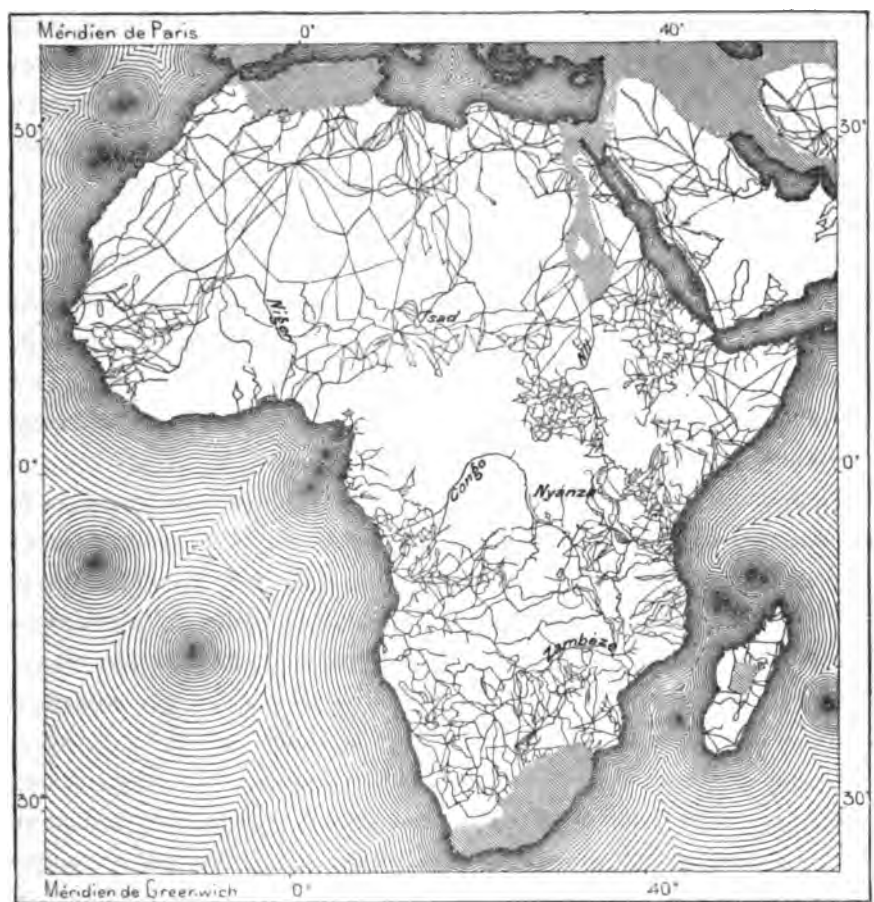 Méridien de Paris
0°
40°
30°
30°
Niger
Tsad
Nil
0°
0°
Congo
Nyanza
Zambéze
30°
30°
Méridien de Greenwich
0°
40°